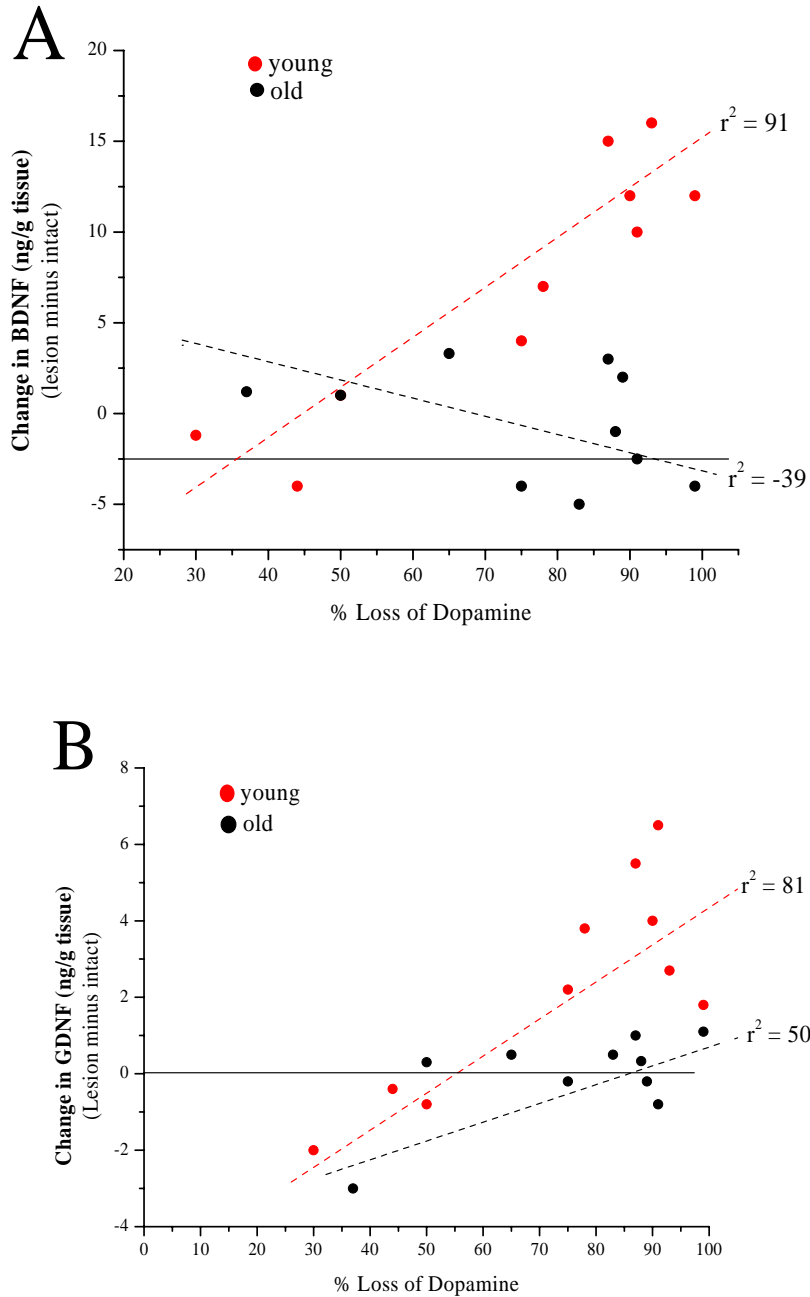 A
young
old
20
15
10
5
0
-5
20 30 40 50 60 70 80 90 100
r² = 91
r² = -39
Change in BDNF (ng/g tissue)
(lesion minus intact)
% Loss of Dopamine
B
young
old
8
6
4
2
0
-2
-4
0 10 20 30 40 50 60 70 80 90 100
r² = 81
r² = 50
Change in GDNF (ng/g tissue)
(Lesion minus intact)
% Loss of Dopamine